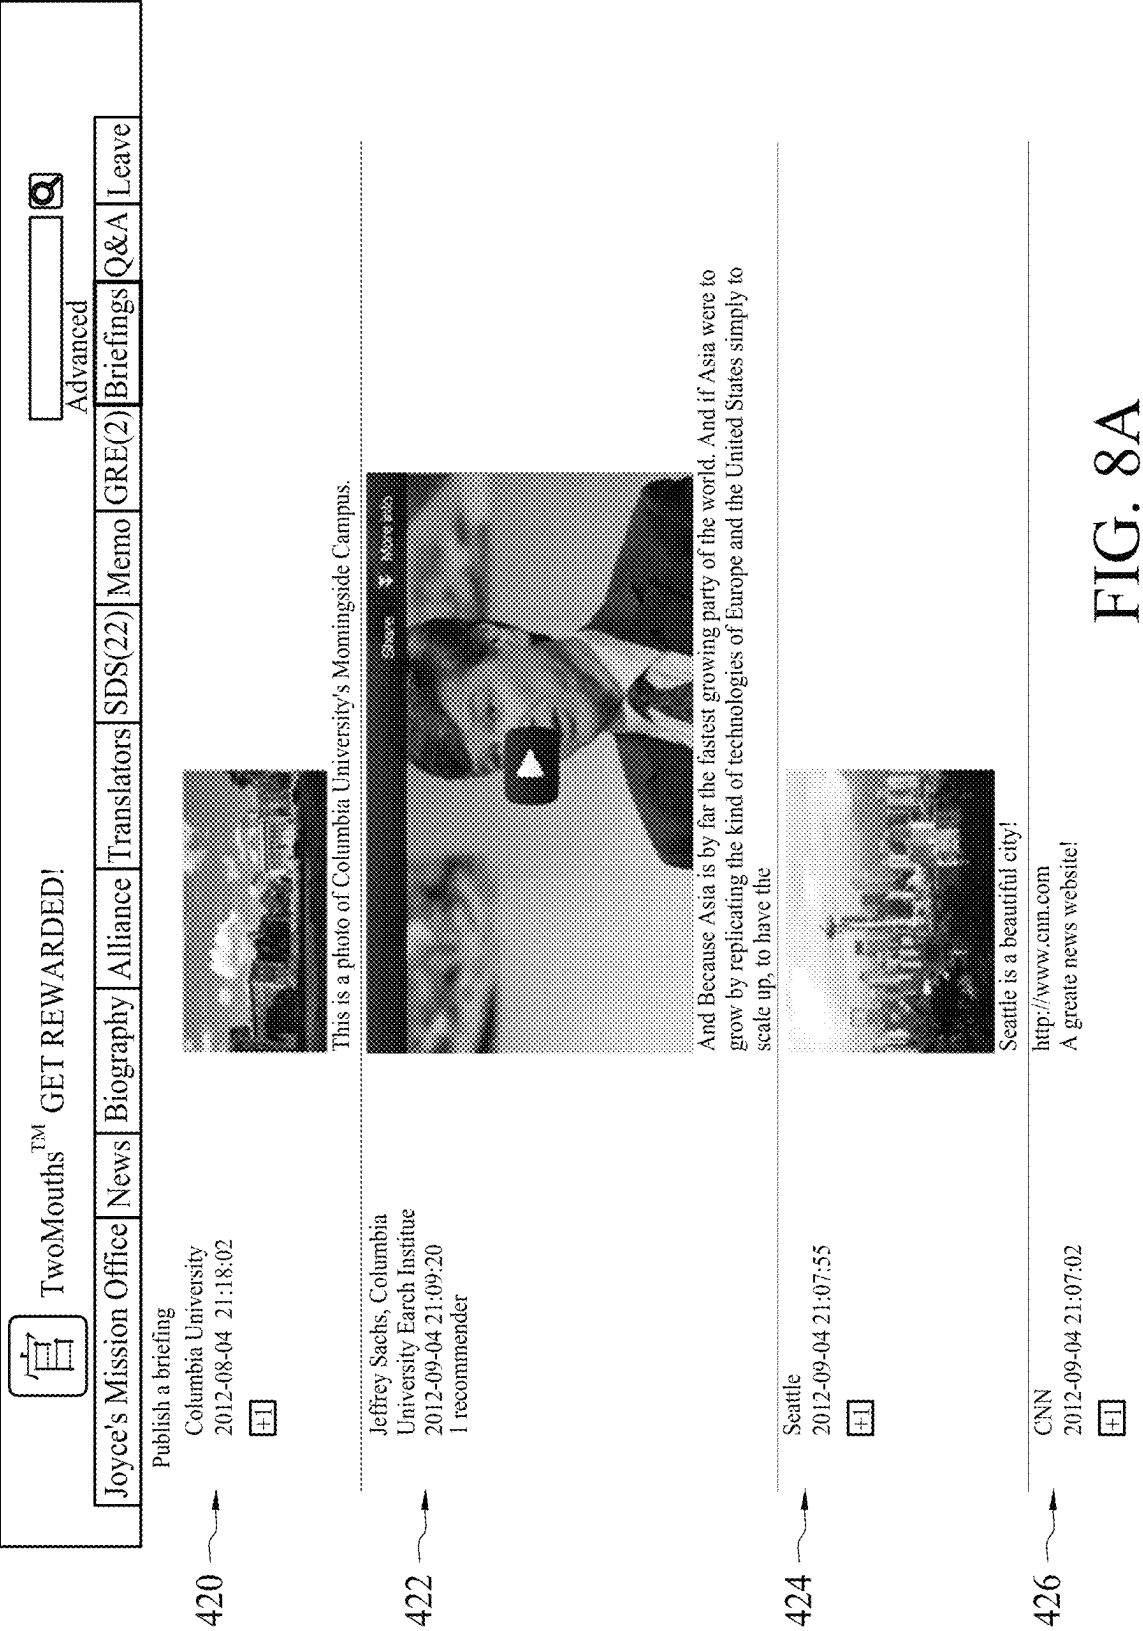 官
TwoMouths™ GET REWARDED!
Advanced
Joyce's Mission Office News Biography Alliance Translators SDS(22) Memo GRE(2) Briefings Q&A Leave
Publish a briefing
420
Columbia University
2012-08-04 21:18:02
+1
This is a photo of Columbia University's Morningside Campus.
422
Jeffrey Sachs, Columbia
University Earch Institue
2012-09-04 21:09:20
1 recommender
Share More info
And Because Asia is by far the fastest growing party of the world. And if Asia were to
grow by replicating the kind of technologies of Europe and the United States simply to
scale up, to have the
424
Seattle
2012-09-04 21:07:55
+1
Seattle is a beautiful city!
426
CNN
2012-09-04 21:07:02
+1
http://www.cnn.com
A greate news website!
FIG. 8A